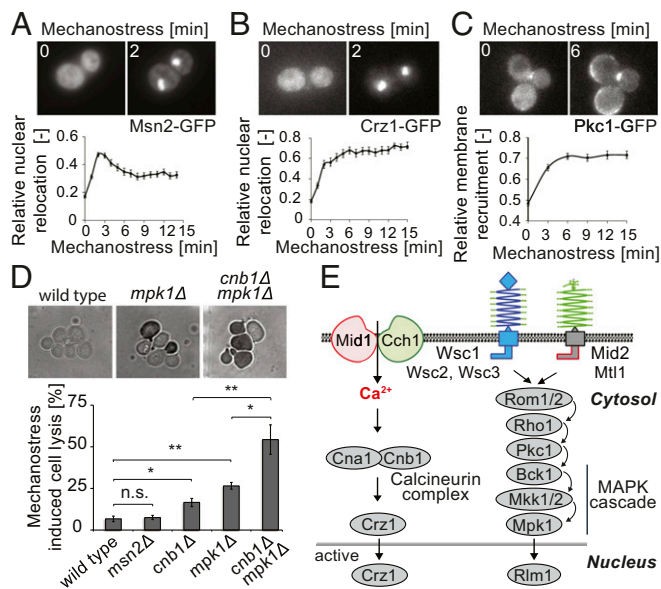 A
Mechanostress [min]
0
2
Msn2-GFP
Relative nuclear
relocation [-]
0.6
0.4
0.2
0
0 3 6 9 12 15
Mechanostress [min]
B
Mechanostress [min]
0
2
Crz1-GFP
Relative nuclear
relocation [-]
0.8
0.6
0.4
0.2
0
0 3 6 9 12 15
Mechanostress [min]
C
Mechanostress [min]
0
6
Pkc1-GFP
Relative membrane
recruitment [-]
0.8
0.7
0.6
0.5
0.4
0 3 6 9 12 15
Mechanostress [min]
D
wild type
mpk1Δ
cnb1Δ
mpk1Δ
Mechanostress
induced cell lysis [%]
75
50
25
0
n.s.
*
**
**
*
wild type
msn2Δ
cnb1Δ
mpk1Δ
cnb1Δ
mpk1Δ
E
Mid1
Cch1
Ca²⁺
Cna1
Cnb1
Calcineurin
complex
Crz1
active
Crz1
Wsc1
Wsc2, Wsc3
Mid2
Mtl1
Rom1/2
Cytosol
Rho1
Pkc1
Bck1
Mkk1/2
Mpk1
MAPK
cascade
Nucleus
Rlm1